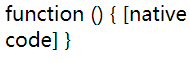 function () { [native
code] }